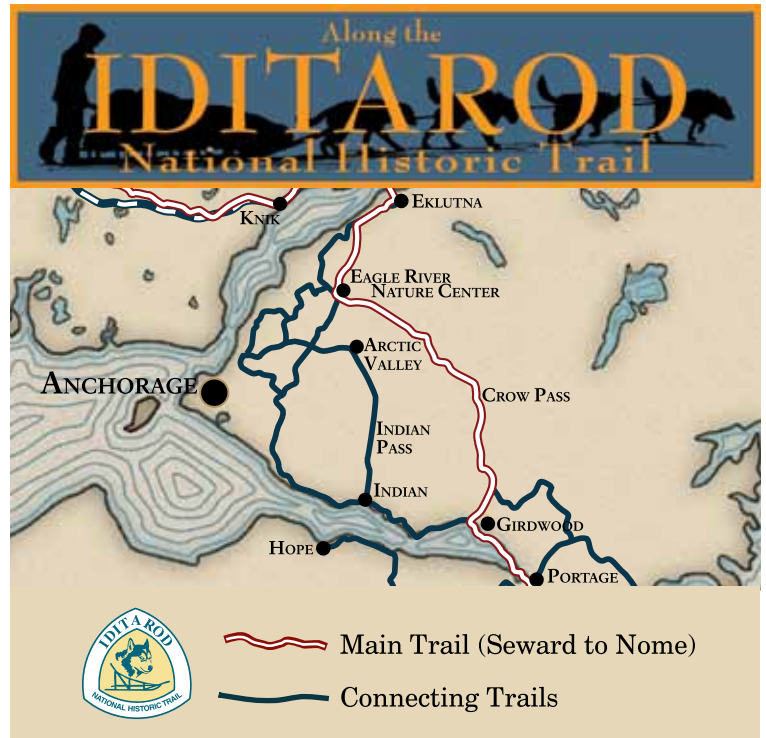 Along the
IDITAROD
National Historic Trail
KNIK
EKLUTNA
EAGLE RIVER
NATURE CENTER
ARCTIC
VALLEY
ANCHORAGE
CROW PASS
INDIAN
PASS
INDIAN
GIRDWOOD
HOPE
PORTAGE
IDITAROD
NATIONAL HISTORIC TRAIL
Main Trail (Seward to Nome)
Connecting Trails